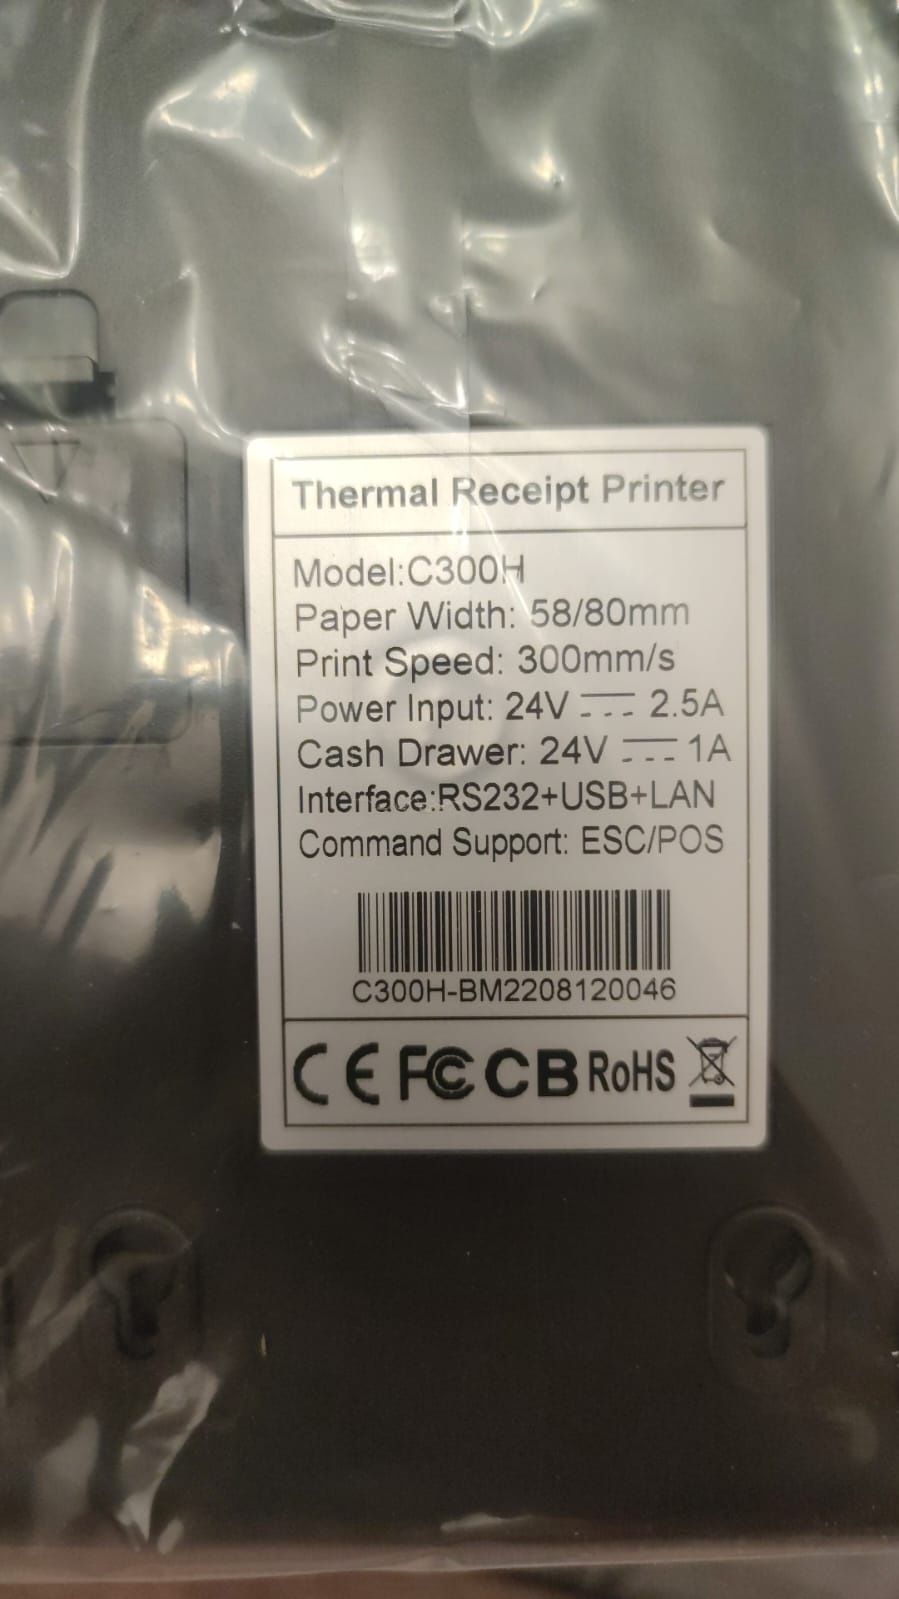 Thermal Receipt Printer
Model:C300H
Paper Width: 58/80mm
Print Speed: 300mm/s
Power Input: 24V ⎓ 2.5A
Cash Drawer: 24V ⎓ 1A
Interface:RS232+USB+LAN
Command Support: ESC/POS
C300H-BM2208120046
CE FC CB RoHS